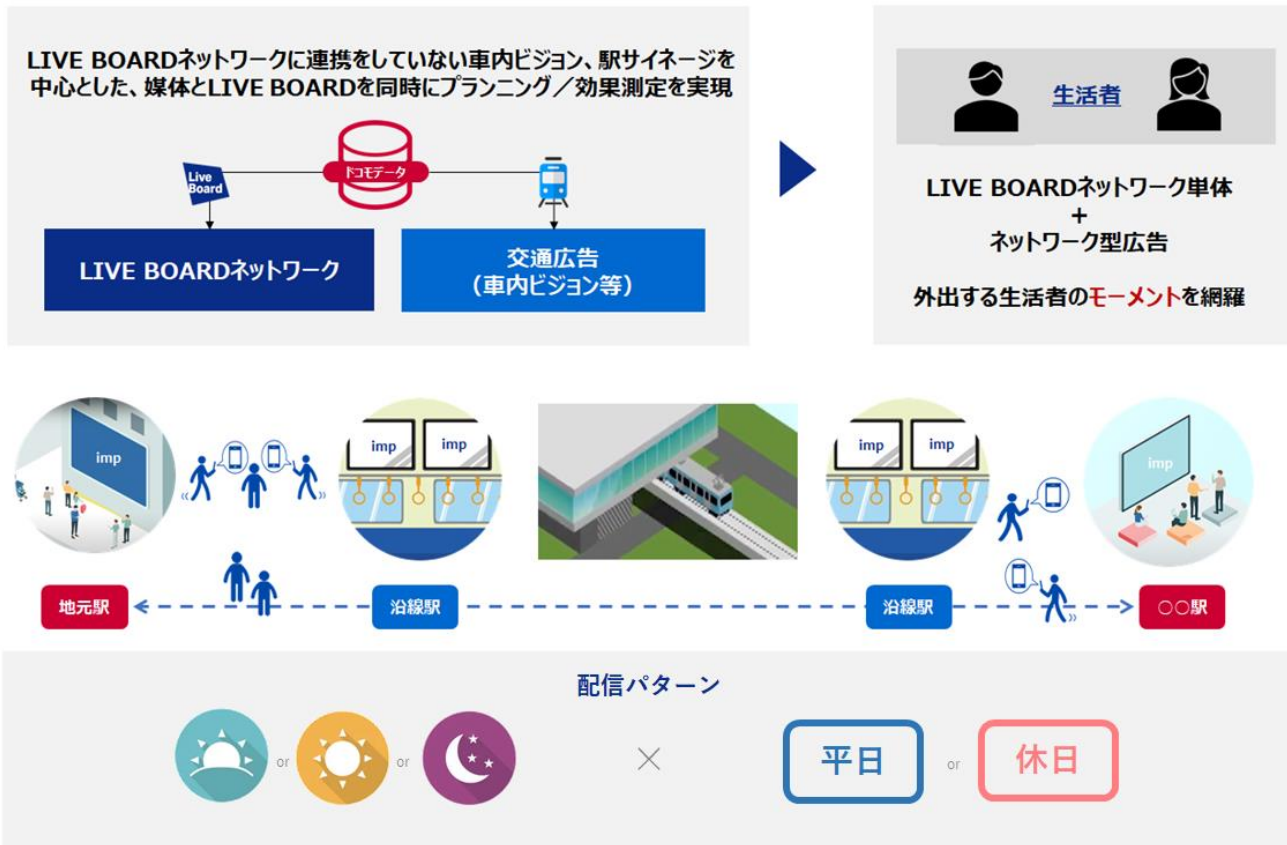 LIVE BOARDネットワークに連携をしていない車内ビジョン、駅サイネージを
中心とした、媒体とLIVE BOARDを同時にプランニング／効果測定を実現
ドコモデータ
Live
Board
LIVE BOARDネットワーク
交通広告
（車内ビジョン等）
生活者
LIVE BOARDネットワーク単体
+
ネットワーク型広告
外出する生活者のモーメントを網羅
imp
imp
imp
imp
imp
imp
地元駅
沿線駅
沿線駅
○○駅
配信パターン
or
or
×
平日
or
休日